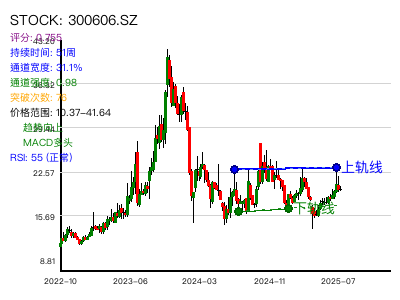 STOCK: 300606.SZ
评分: 0.755
持续时间: 51周
通道宽度: 31.1%
通道强度: 0.98
突破次数: 76
价格范围: 10.37–41.64
趋势向上
MACD多头
RSI: 55 (正常)
上轨线
下轨线
22.57
15.69
8.81
2022–10
2023–06
2024–03
2024–11
2025–07